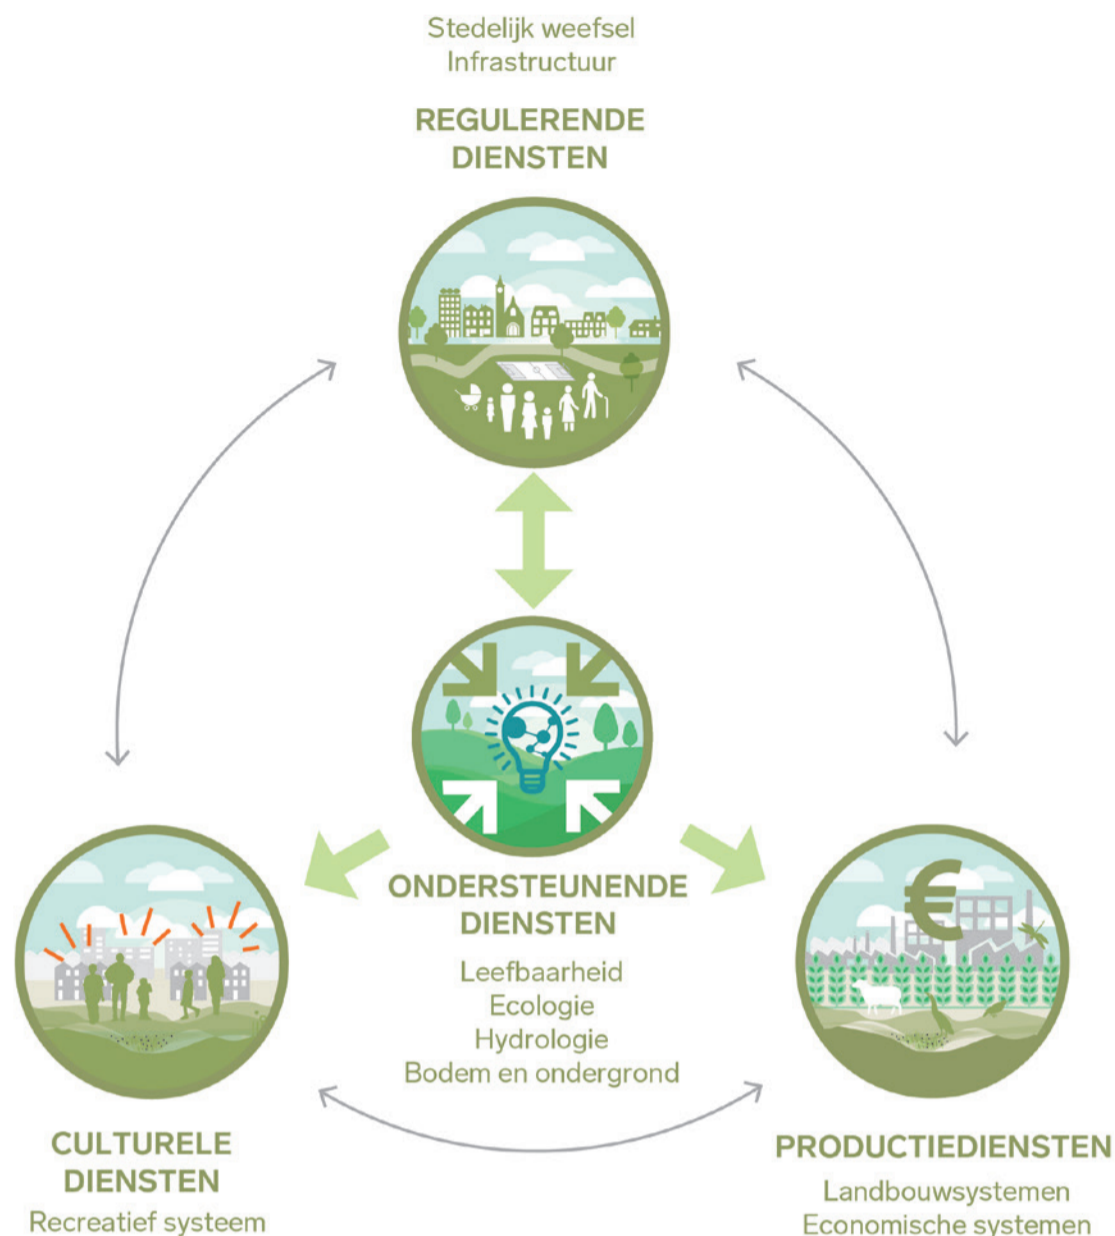 Stedelijk weefsel
Infrastructuur
REGULERENDE
DIENSTEN
€
ONDERSTEUNENDE
DIENSTEN
Leefbaarheid
Ecologie
Hydrologie
Bodem en ondergrond
CULTURELE
DIENSTEN
Recreatief systeem
PRODUCTIEDIENSTEN
Landbouwsystemen
Economische systemen